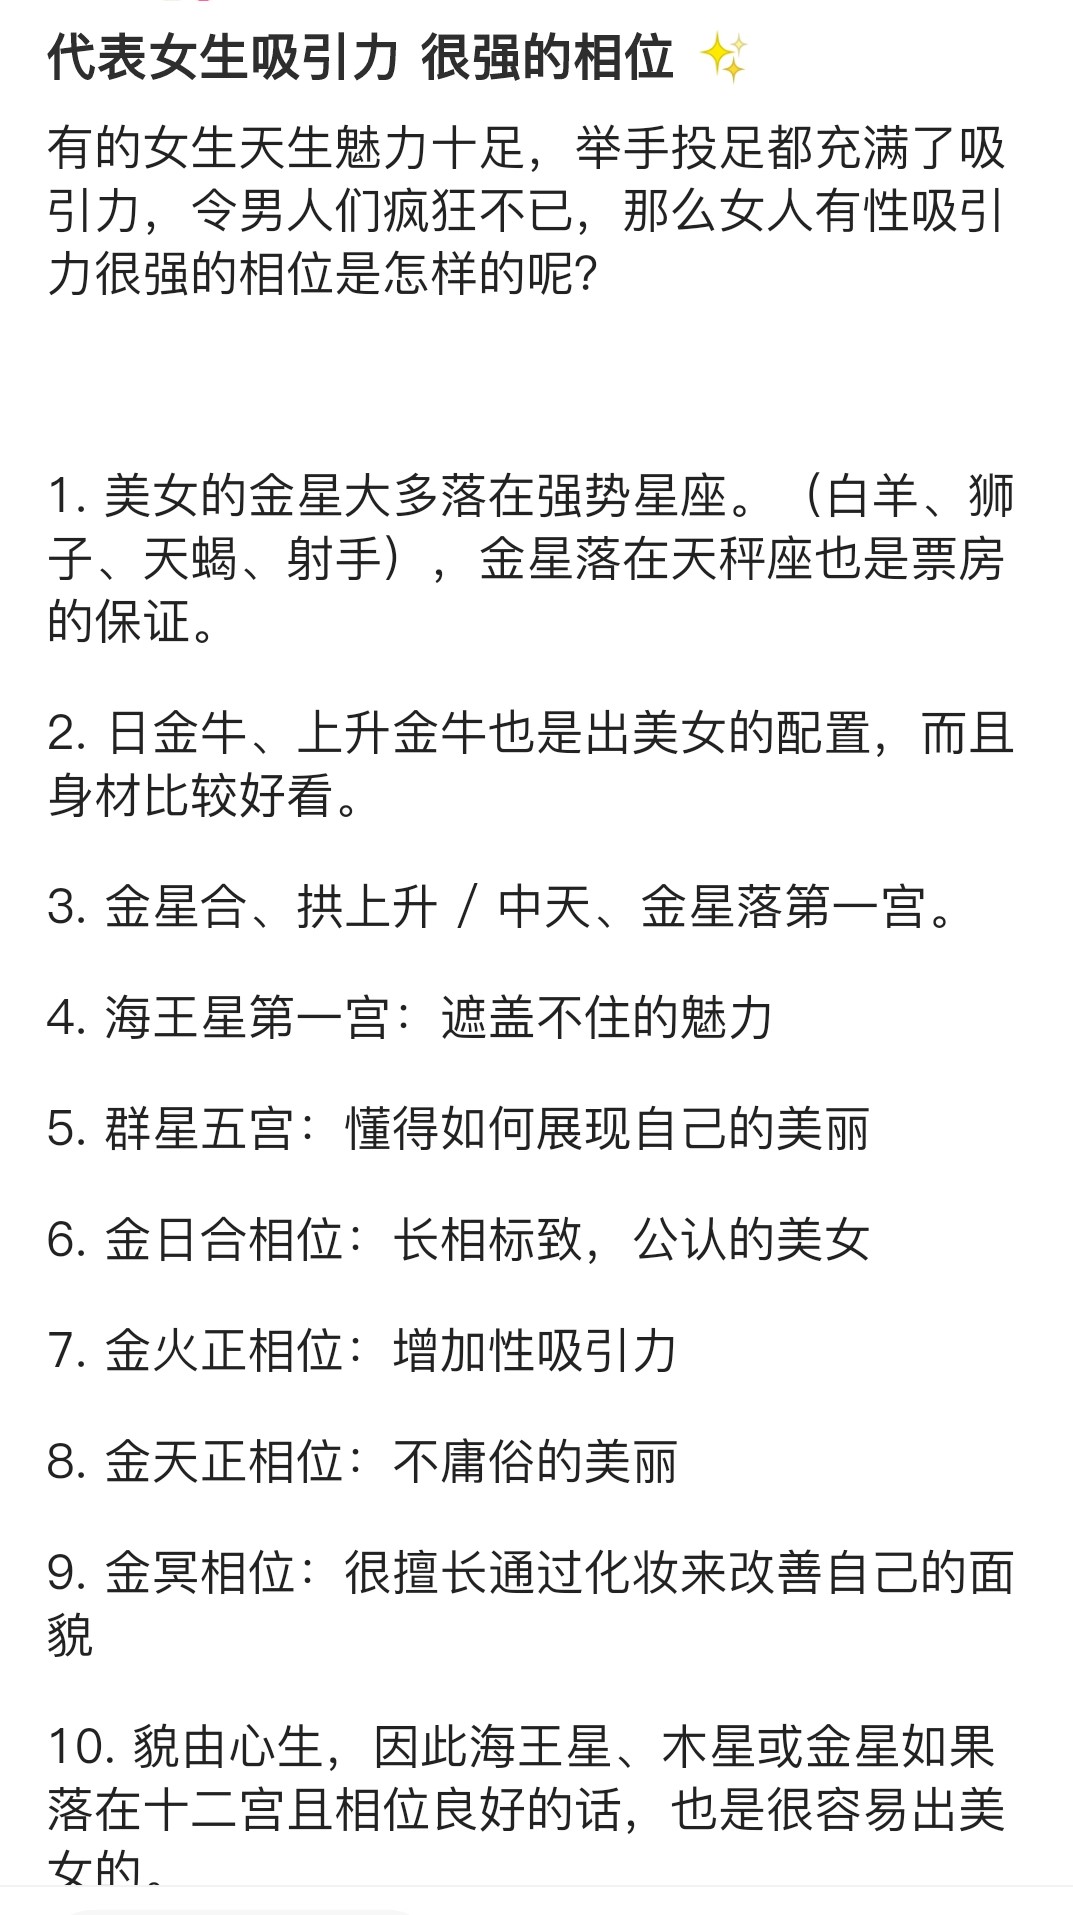 代表女生吸引力 很强的相位 ✨
有的女生天生魅力十足，举手投足都充满了吸
引力，令男人们疯狂不已，那么女人有性吸引
力很强的相位是怎样的呢？
1. 美女的金星大多落在强势星座。（白羊、狮
子、天蝎、射手），金星落在天秤座也是票房
的保证。
2. 日金牛、上升金牛也是出美女的配置，而且
身材比较好看。
3. 金星合、拱上升 / 中天、金星落第一宫。
4. 海王星第一宫：遮盖不住的魅力
5. 群星五宫：懂得如何展现自己的美丽
6. 金日合相位：长相标致，公认的美女
7. 金火正相位：增加性吸引力
8. 金天正相位：不庸俗的美丽
9. 金冥相位：很擅长通过化妆来改善自己的面
貌
10. 貌由心生，因此海王星、木星或金星如果
落在十二宫且相位良好的话，也是很容易出美
女的。